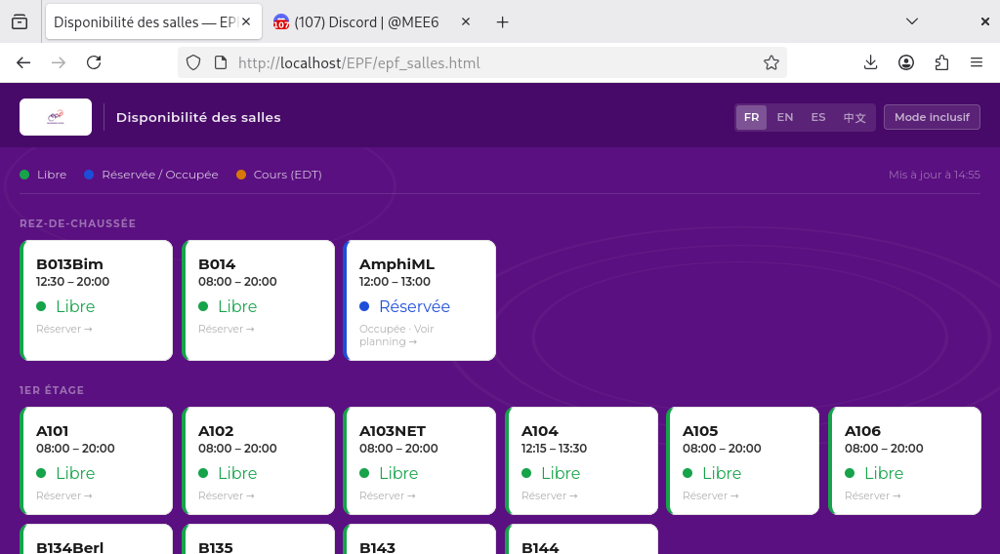 Disponibilité des salles — EP
(107) Discord | @MEE6
http://localhost/EPF/epf_salles.html
epf
Disponibilité des salles
FR EN ES 中文 Mode inclusif
Libre Réservée / Occupée Cours (EDT) Mis à jour à 14:55
REZ-DE-CHAUSSÉE
B013Bim
12:30 – 20:00
Libre
Réserver →
B014
08:00 – 20:00
Libre
Réserver →
AmphiML
12:00 – 13:00
Réservée
Occupée · Voir
planning →
1ER ÉTAGE
A101
08:00 – 20:00
Libre
Réserver →
A102
08:00 – 20:00
Libre
Réserver →
A103NET
08:00 – 20:00
Libre
Réserver →
A104
12:15 – 13:30
Libre
Réserver →
A105
08:00 – 20:00
Libre
Réserver →
A106
08:00 – 20:00
Libre
Réserver →
B134Berl
B135
B143
B144